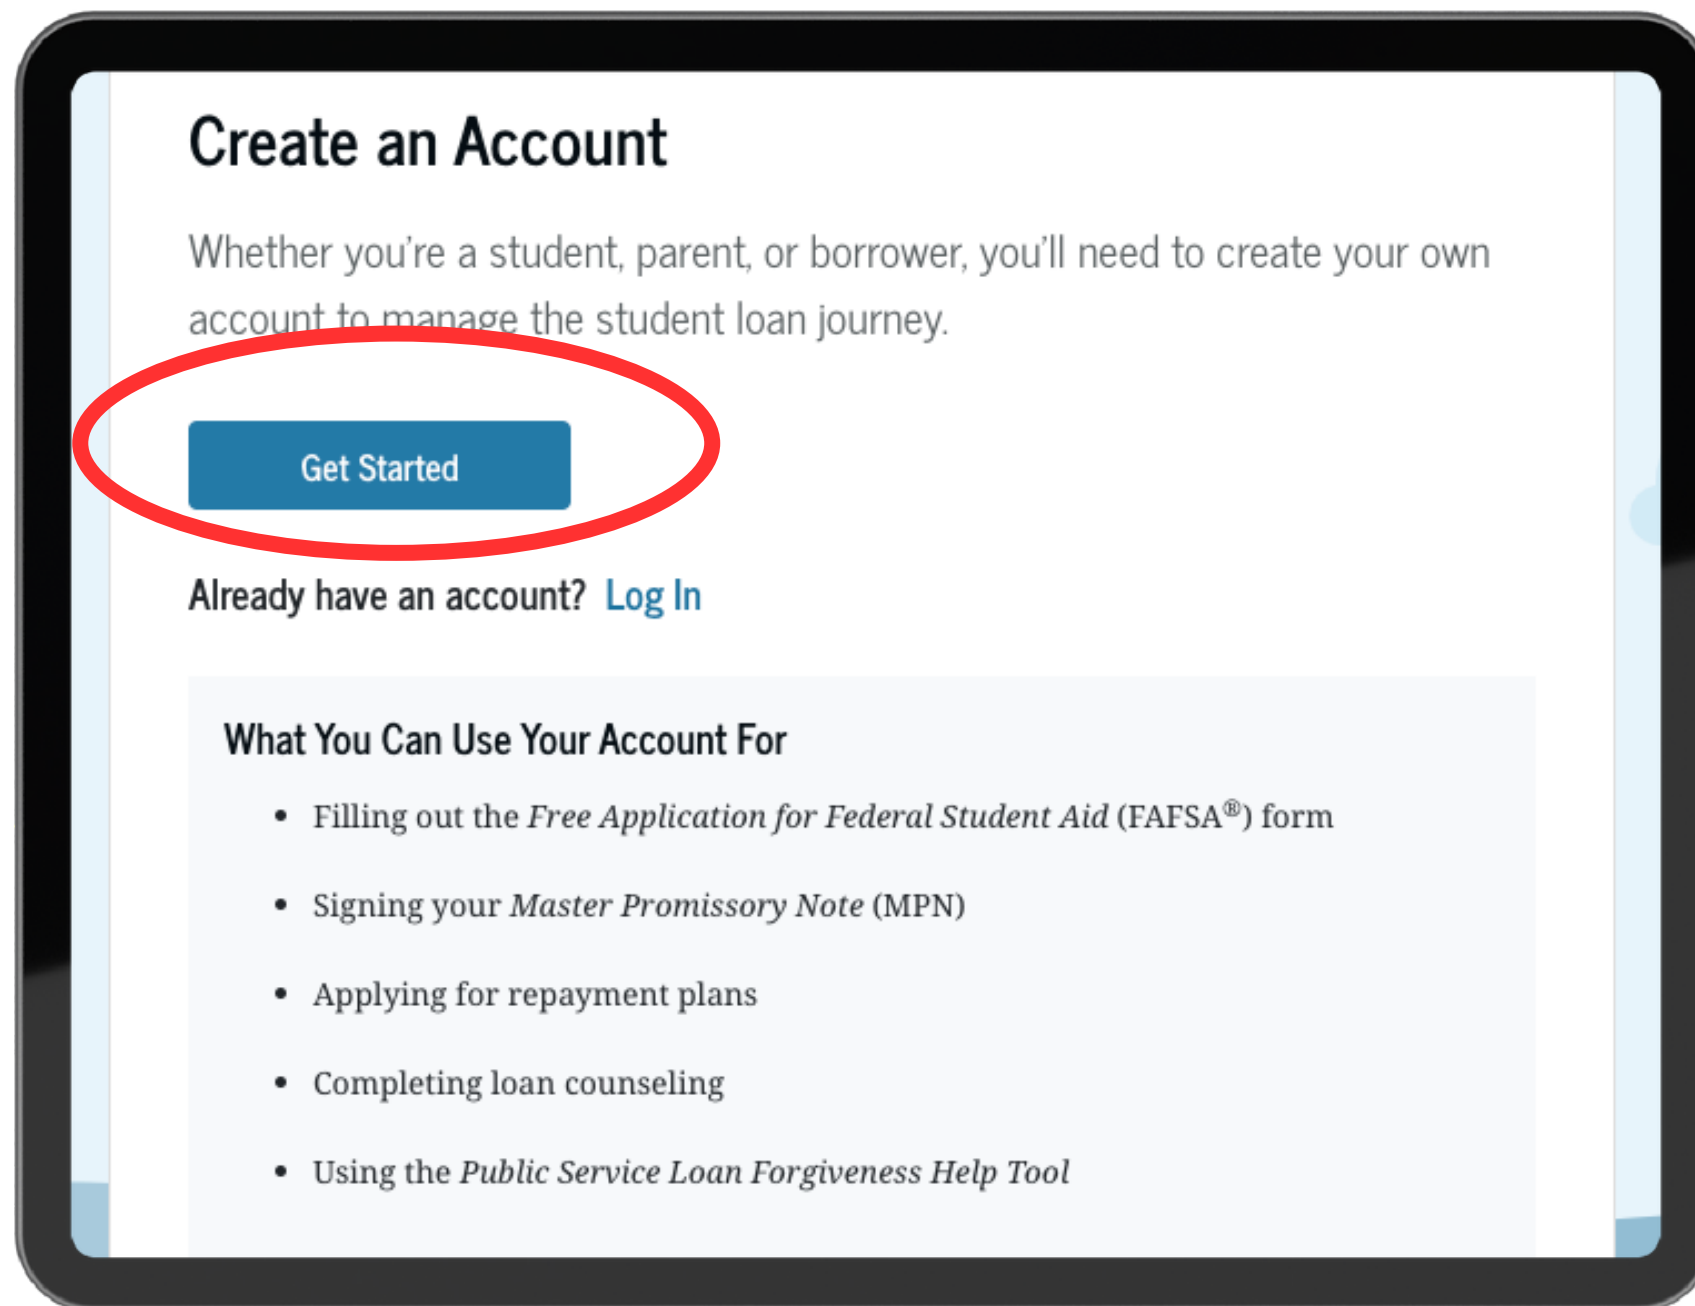 Create an Account
Whether you're a student, parent, or borrower, you'll need to create your own
account to manage the student loan journey.
Get Started
Already have an account? Log In
What You Can Use Your Account For
• Filling out the Free Application for Federal Student Aid (FAFSA®) form
• Signing your Master Promissory Note (MPN)
• Applying for repayment plans
• Completing loan counseling
• Using the Public Service Loan Forgiveness Help Tool